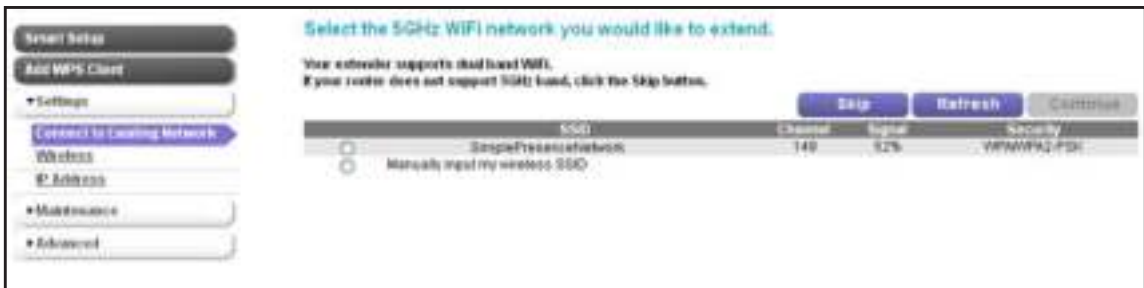 Smart Setup
Add WPS Client
▼Settings
Connect to Existing Network
Wireless
IP Address
▶Maintenance
▶Advanced
Select the 5GHz WiFi network you would like to extend.
Your extender supports dual band WiFi.
If your router does not support 5GHz band, click the Skip button.
Skip Refresh Continue
SSID Channel Signal Security
SimplePresenceNetwork 149 92% WPA/WPA2-PSK
Manually input my wireless SSID